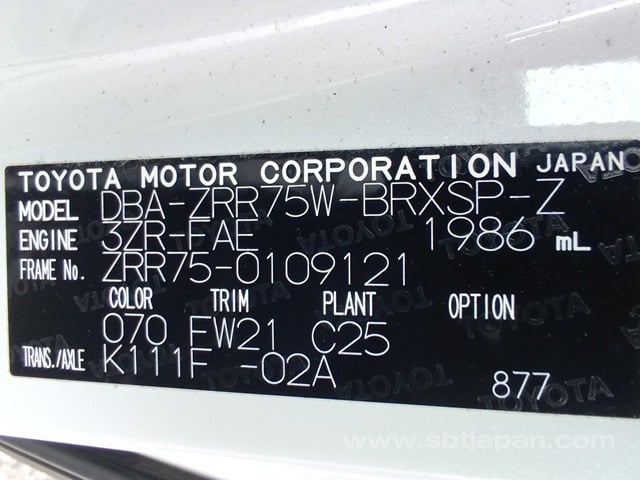 TOYOTA MOTOR CORPORATION JAPAN
MODEL DBA-ZRR75W-BRXSP-Z
ENGINE 3ZR-FAE 1986 mL
FRAME No. ZRR75-0109121
COLOR TRIM PLANT OPTION
070 FW21 C25
TRANS./AXLE K111F -02A
877
www.sbtjapan.com